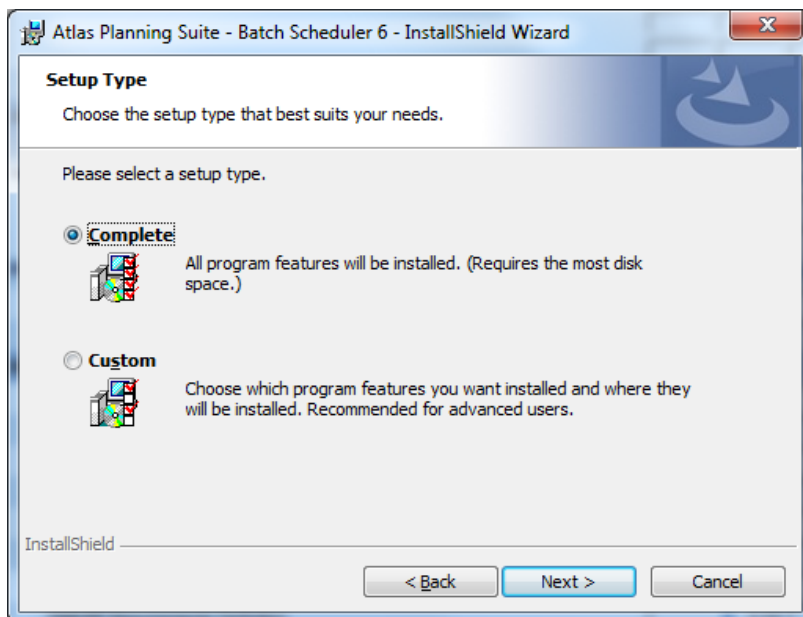 Atlas Planning Suite - Batch Scheduler 6 - InstallShield Wizard
Setup Type
Choose the setup type that best suits your needs.
Please select a setup type.
Complete
All program features will be installed. (Requires the most disk
space.)
Custom
Choose which program features you want installed and where they
will be installed. Recommended for advanced users.
InstallShield
< Back Next > Cancel